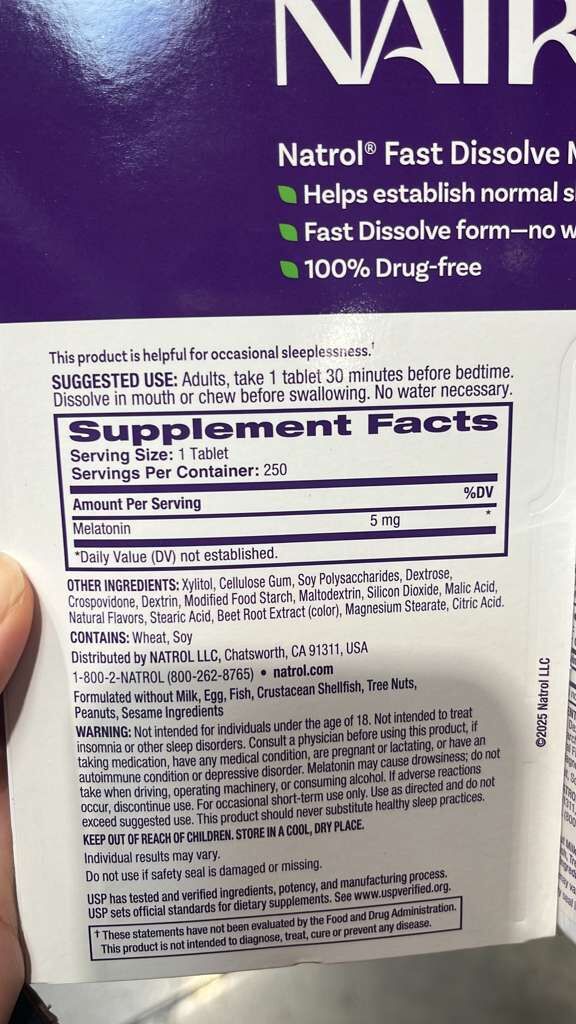 NATR
Natrol® Fast Dissolve
Helps establish normal
Fast Dissolve form—no
100% Drug-free
This product is helpful for occasional sleeplessness.†
SUGGESTED USE: Adults, take 1 tablet 30 minutes before bedtime.
Dissolve in mouth or chew before swallowing. No water necessary.
Supplement Facts
Serving Size: 1 Tablet
Servings Per Container: 250
Amount Per Serving %DV
Melatonin 5 mg *
*Daily Value (DV) not established.
OTHER INGREDIENTS: Xylitol, Cellulose Gum, Soy Polysaccharides, Dextrose,
Crospovidone, Dextrin, Modified Food Starch, Maltodextrin, Silicon Dioxide, Malic Acid,
Natural Flavors, Stearic Acid, Beet Root Extract (color), Magnesium Stearate, Citric Acid.
CONTAINS: Wheat, Soy
Distributed by NATROL LLC, Chatsworth, CA 91311, USA
1-800-2-NATROL (800-262-8765) • natrol.com
Formulated without Milk, Egg, Fish, Crustacean Shellfish, Tree Nuts,
Peanuts, Sesame Ingredients
WARNING: Not intended for individuals under the age of 18. Not intended to treat
insomnia or other sleep disorders. Consult a physician before using this product, if
taking medication, have any medical condition, are pregnant or lactating, or have an
autoimmune condition or depressive disorder. Melatonin may cause drowsiness; do not
take when driving, operating machinery, or consuming alcohol. If adverse reactions
occur, discontinue use. For occasional short-term use only. Use as directed and do not
exceed suggested use. This product should never substitute healthy sleep practices.
KEEP OUT OF REACH OF CHILDREN. STORE IN A COOL, DRY PLACE.
Individual results may vary.
Do not use if safety seal is damaged or missing.
USP has tested and verified ingredients, potency, and manufacturing process.
USP sets official standards for dietary supplements. See www.uspverified.org.
† These statements have not been evaluated by the Food and Drug Administration.
This product is not intended to diagnose, treat, cure or prevent any disease.
©2025 Natrol LLC